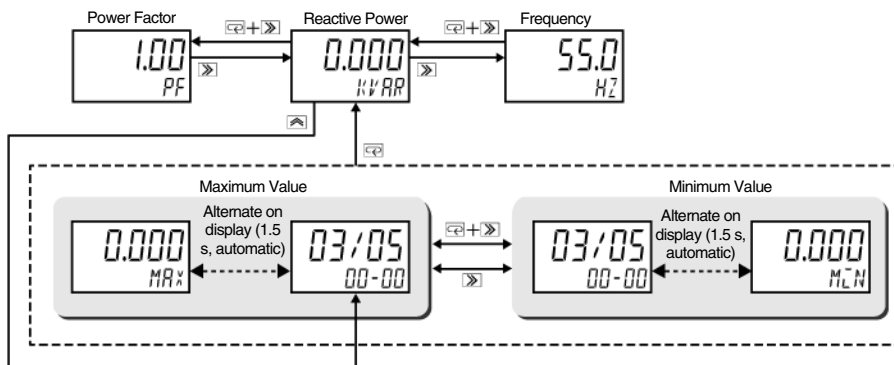 Power Factor
Reactive Power
Frequency
+
+
1.00
PF
0.000
KVAR
55.0
HZ
Maximum Value
Minimum Value
0.000
MAX
Alternate on
display (1.5
s, automatic)
03/05
00-00
+
03/05
00-00
Alternate on
display (1.5 s,
automatic)
0.000
MIN